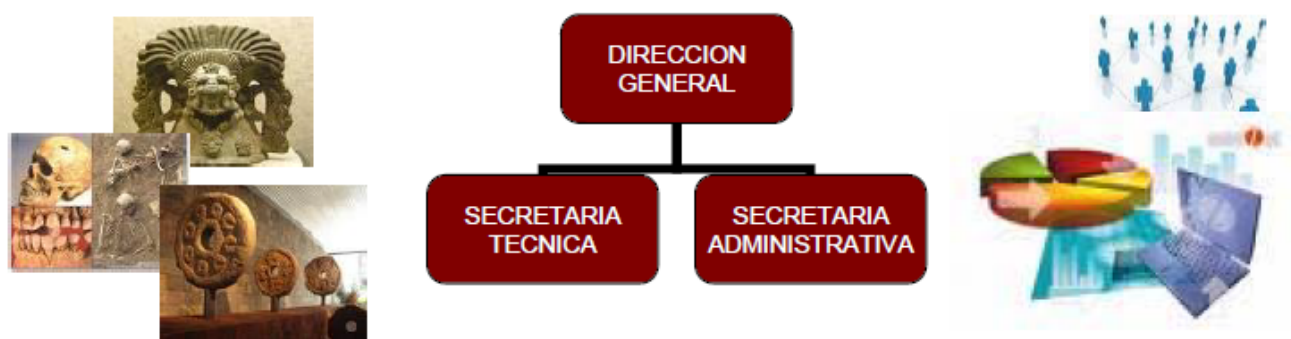 DIRECCION
GENERAL
SECRETARIA
TECNICA
SECRETARIA
ADMINISTRATIVA